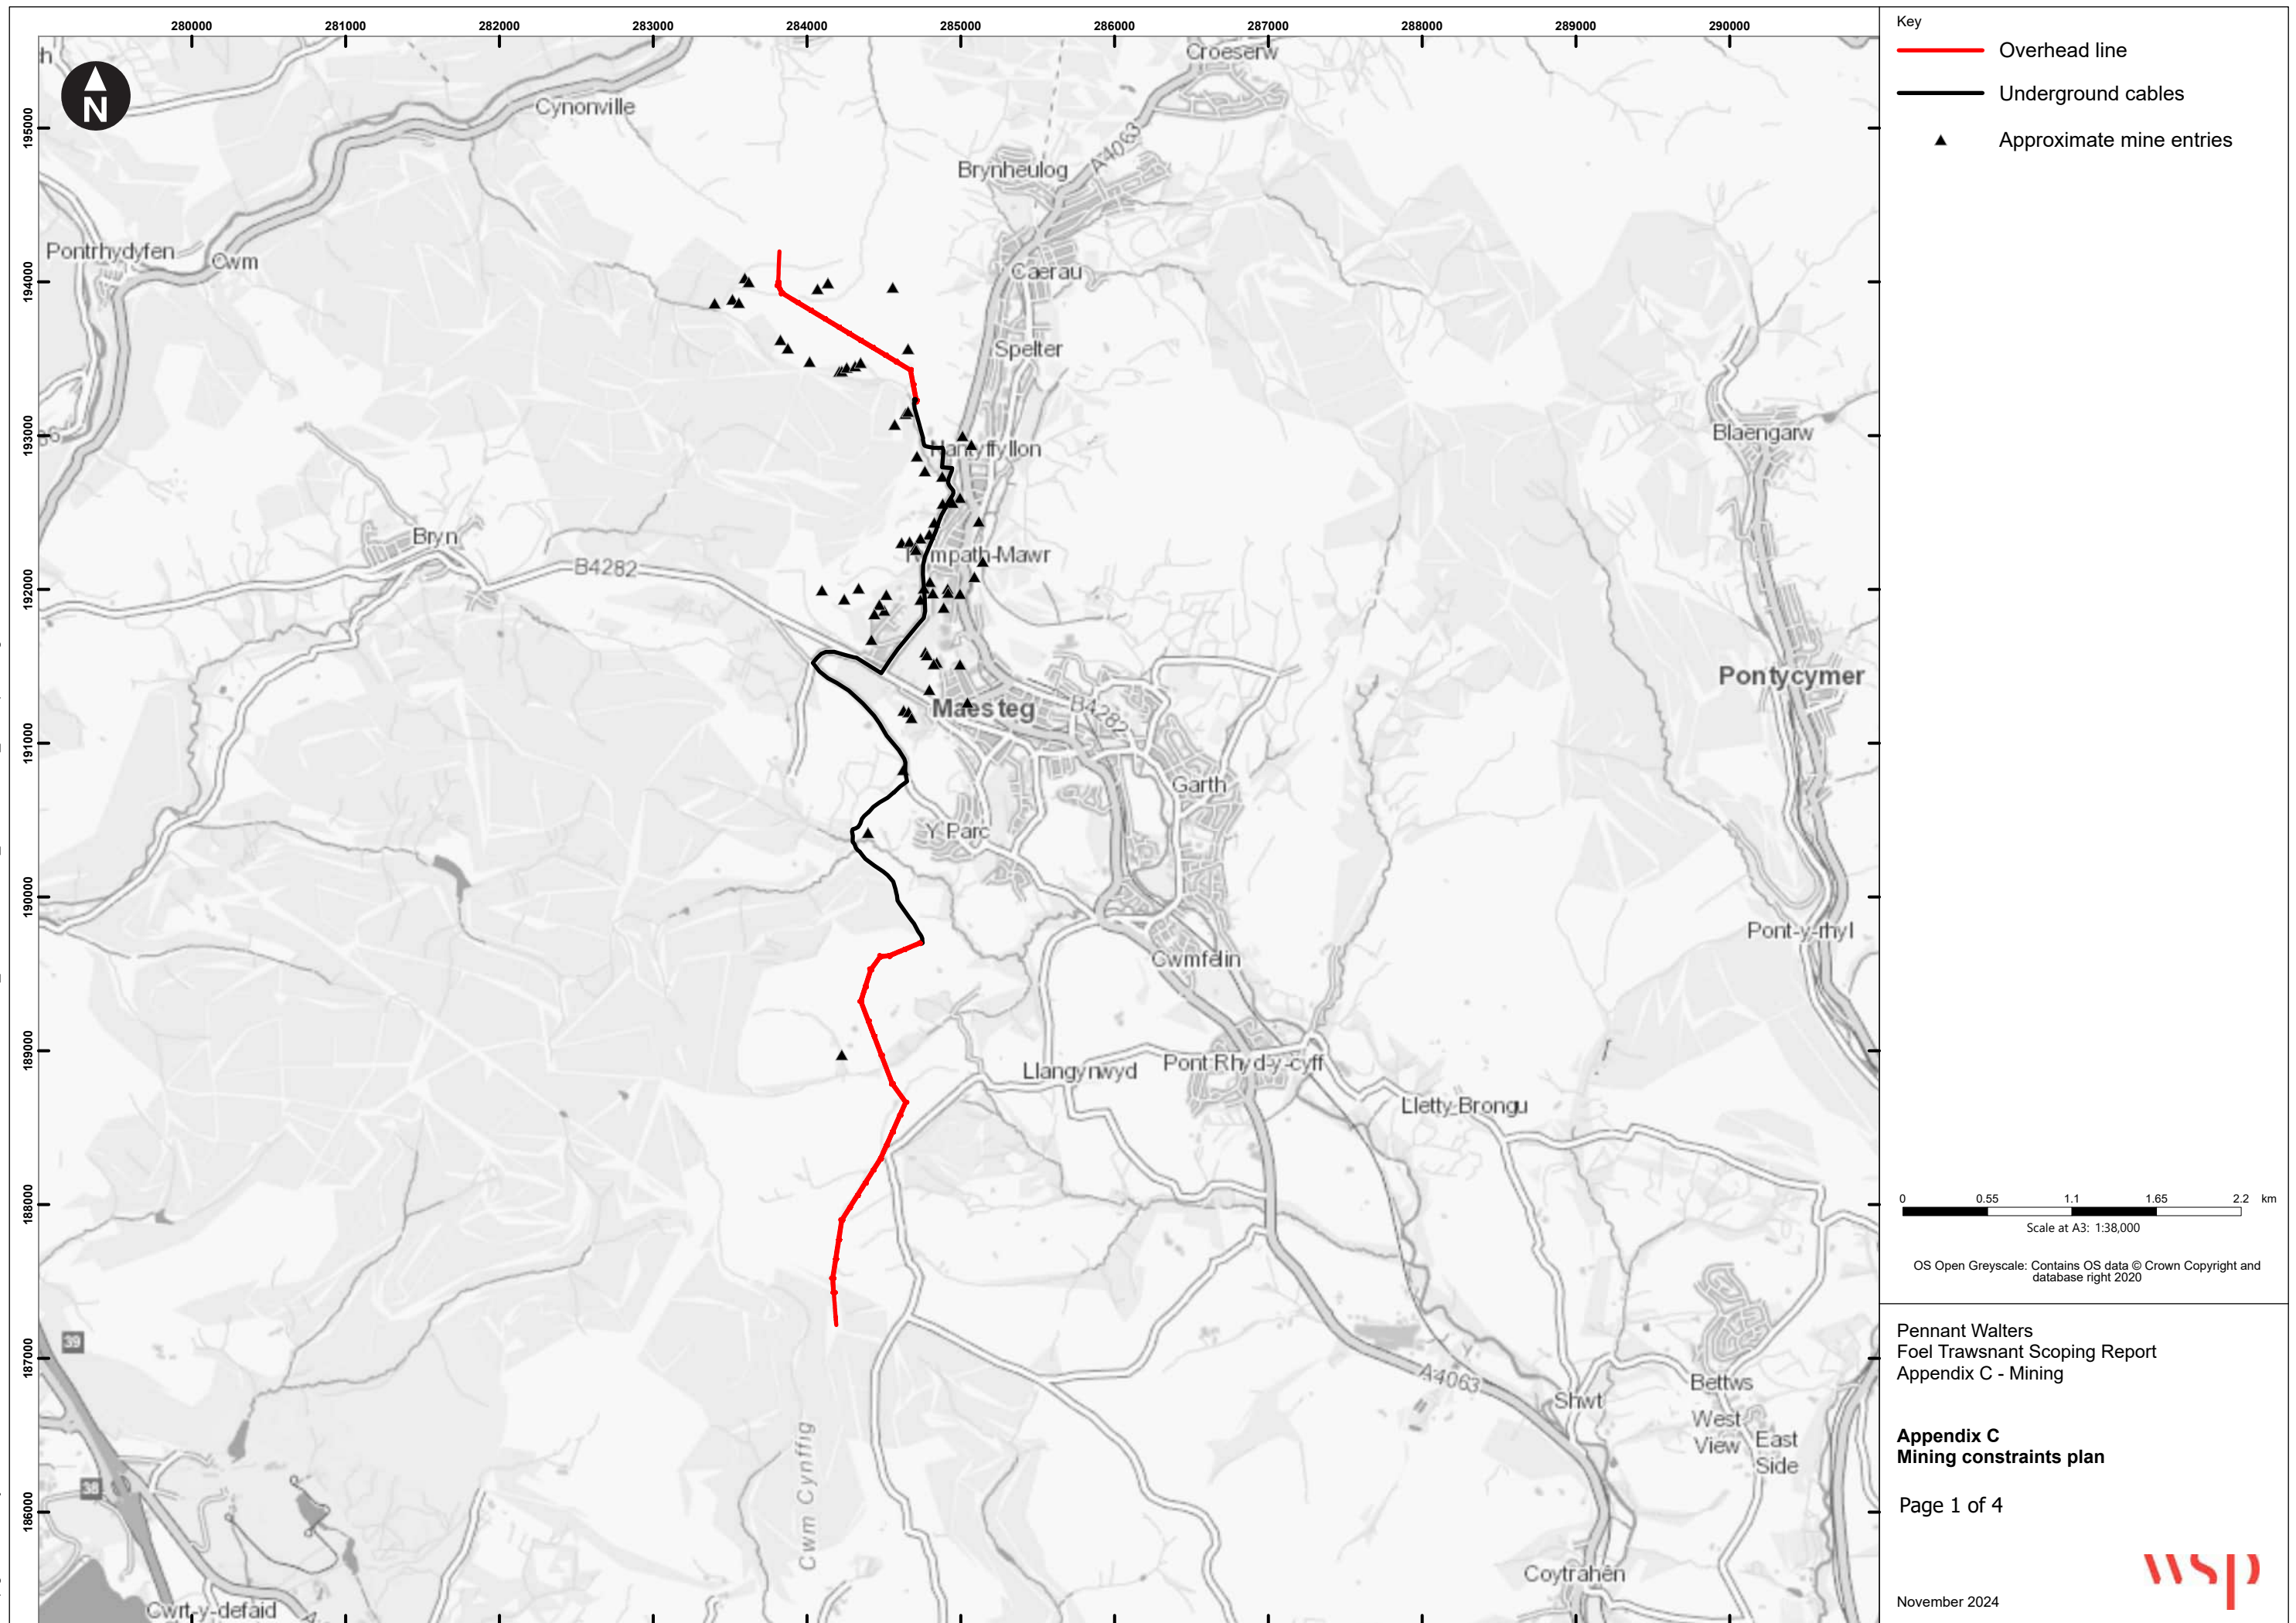 280000 281000 282000 283000 284000 285000 286000 287000 288000 289000 290000
195000
194000
193000
192000
191000
190000
189000
188000
187000
186000
N
Croeserw
Cynonville
A4063
Brynheulog
Pontrhydyfen
Cwm
Caerau
Spelter
Nantyffyllon
Blaengarw
Bryn
B4282
Pontycymer
Maesteg
B4282
Garth
Y Parc
Pont-y-rhyl
Cwmfelin
Llangynwyd
Pont Rhyd-y-cyff
Lletty Brongu
39
A4063
Shwt
Bettws
West
View
East
Side
38
Cwm Cynffig
Coytrahên
Cwrt-y-defaid
Key
Overhead line
Underground cables
Approximate mine entries
0 0.55 1.1 1.65 2.2 km
Scale at A3: 1:38,000
OS Open Greyscale: Contains OS data © Crown Copyright and
database right 2020
Pennant Walters
Foel Trawsnant Scoping Report
Appendix C - Mining
Appendix C
Mining constraints plan
Page 1 of 4
November 2024
wsp